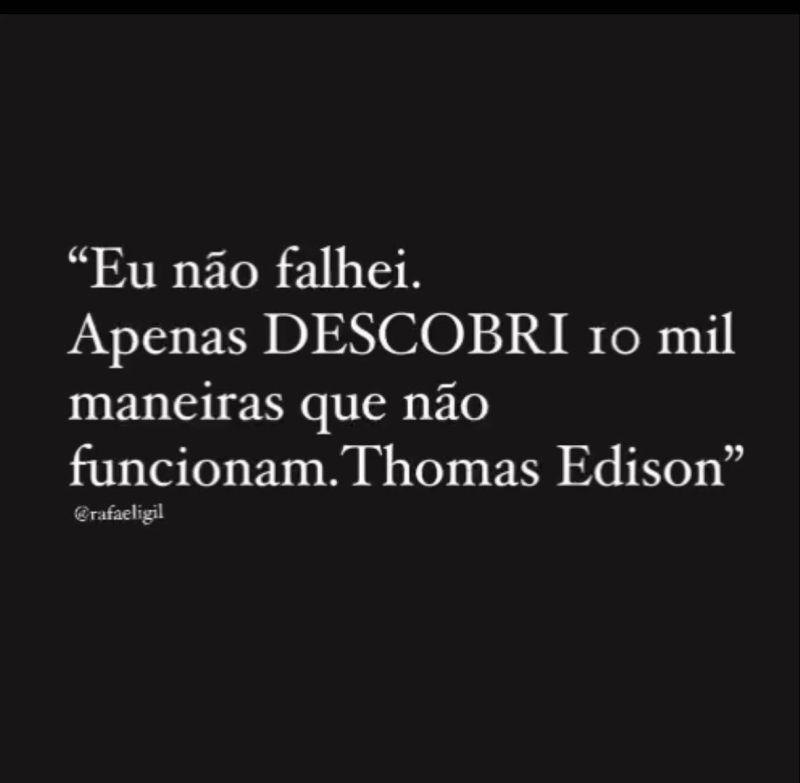 “Eu não falhei.
Apenas DESCOBRI 10 mil
maneiras que não
funcionam.Thomas Edison”
@rafaeligil